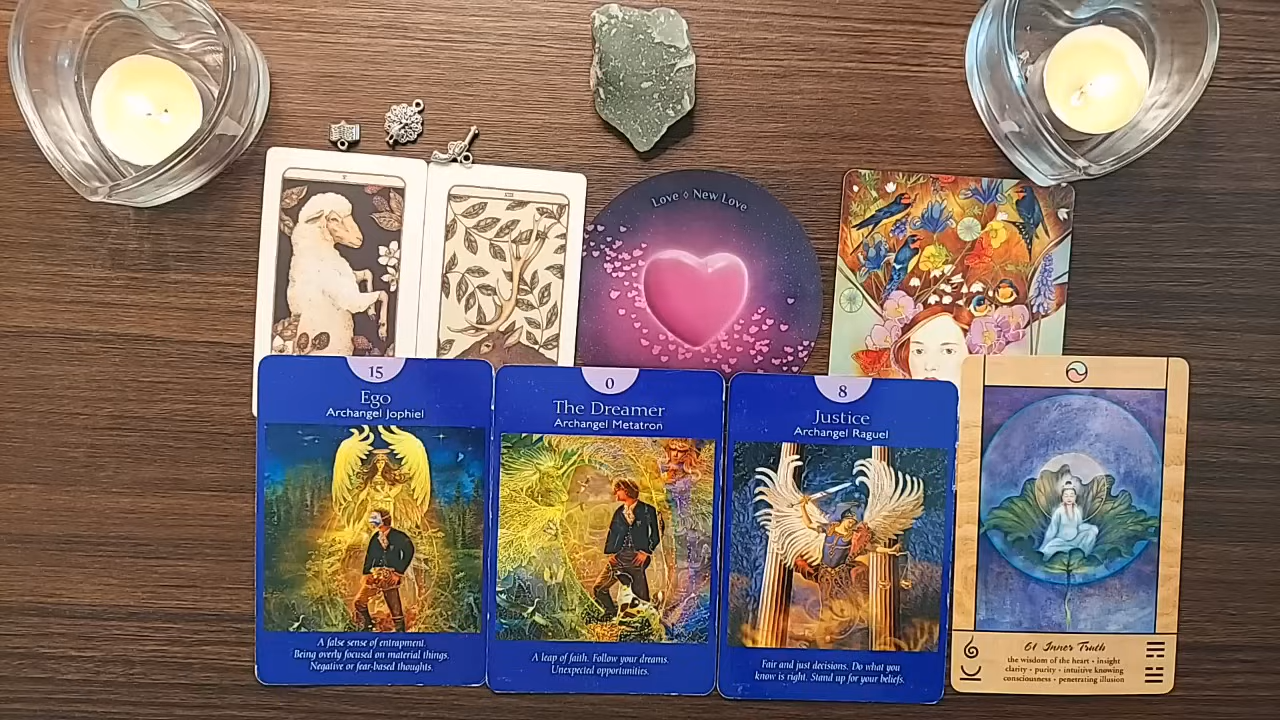 Love ◊ New Love
15
Ego
Archangel Jophiel
A false sense of entrapment.
Being overly focused on material things.
Negative or fear-based thoughts.
0
The Dreamer
Archangel Metatron
A leap of faith. Follow your dreams.
Unexpected opportunities.
8
Justice
Archangel Raguel
Fair and just decisions. Do what you
know is right. Stand up for your beliefs.
61 Inner Truth
the wisdom of the heart • insight
clarity • purity • intuitive knowing
consciousness • penetrating illusion